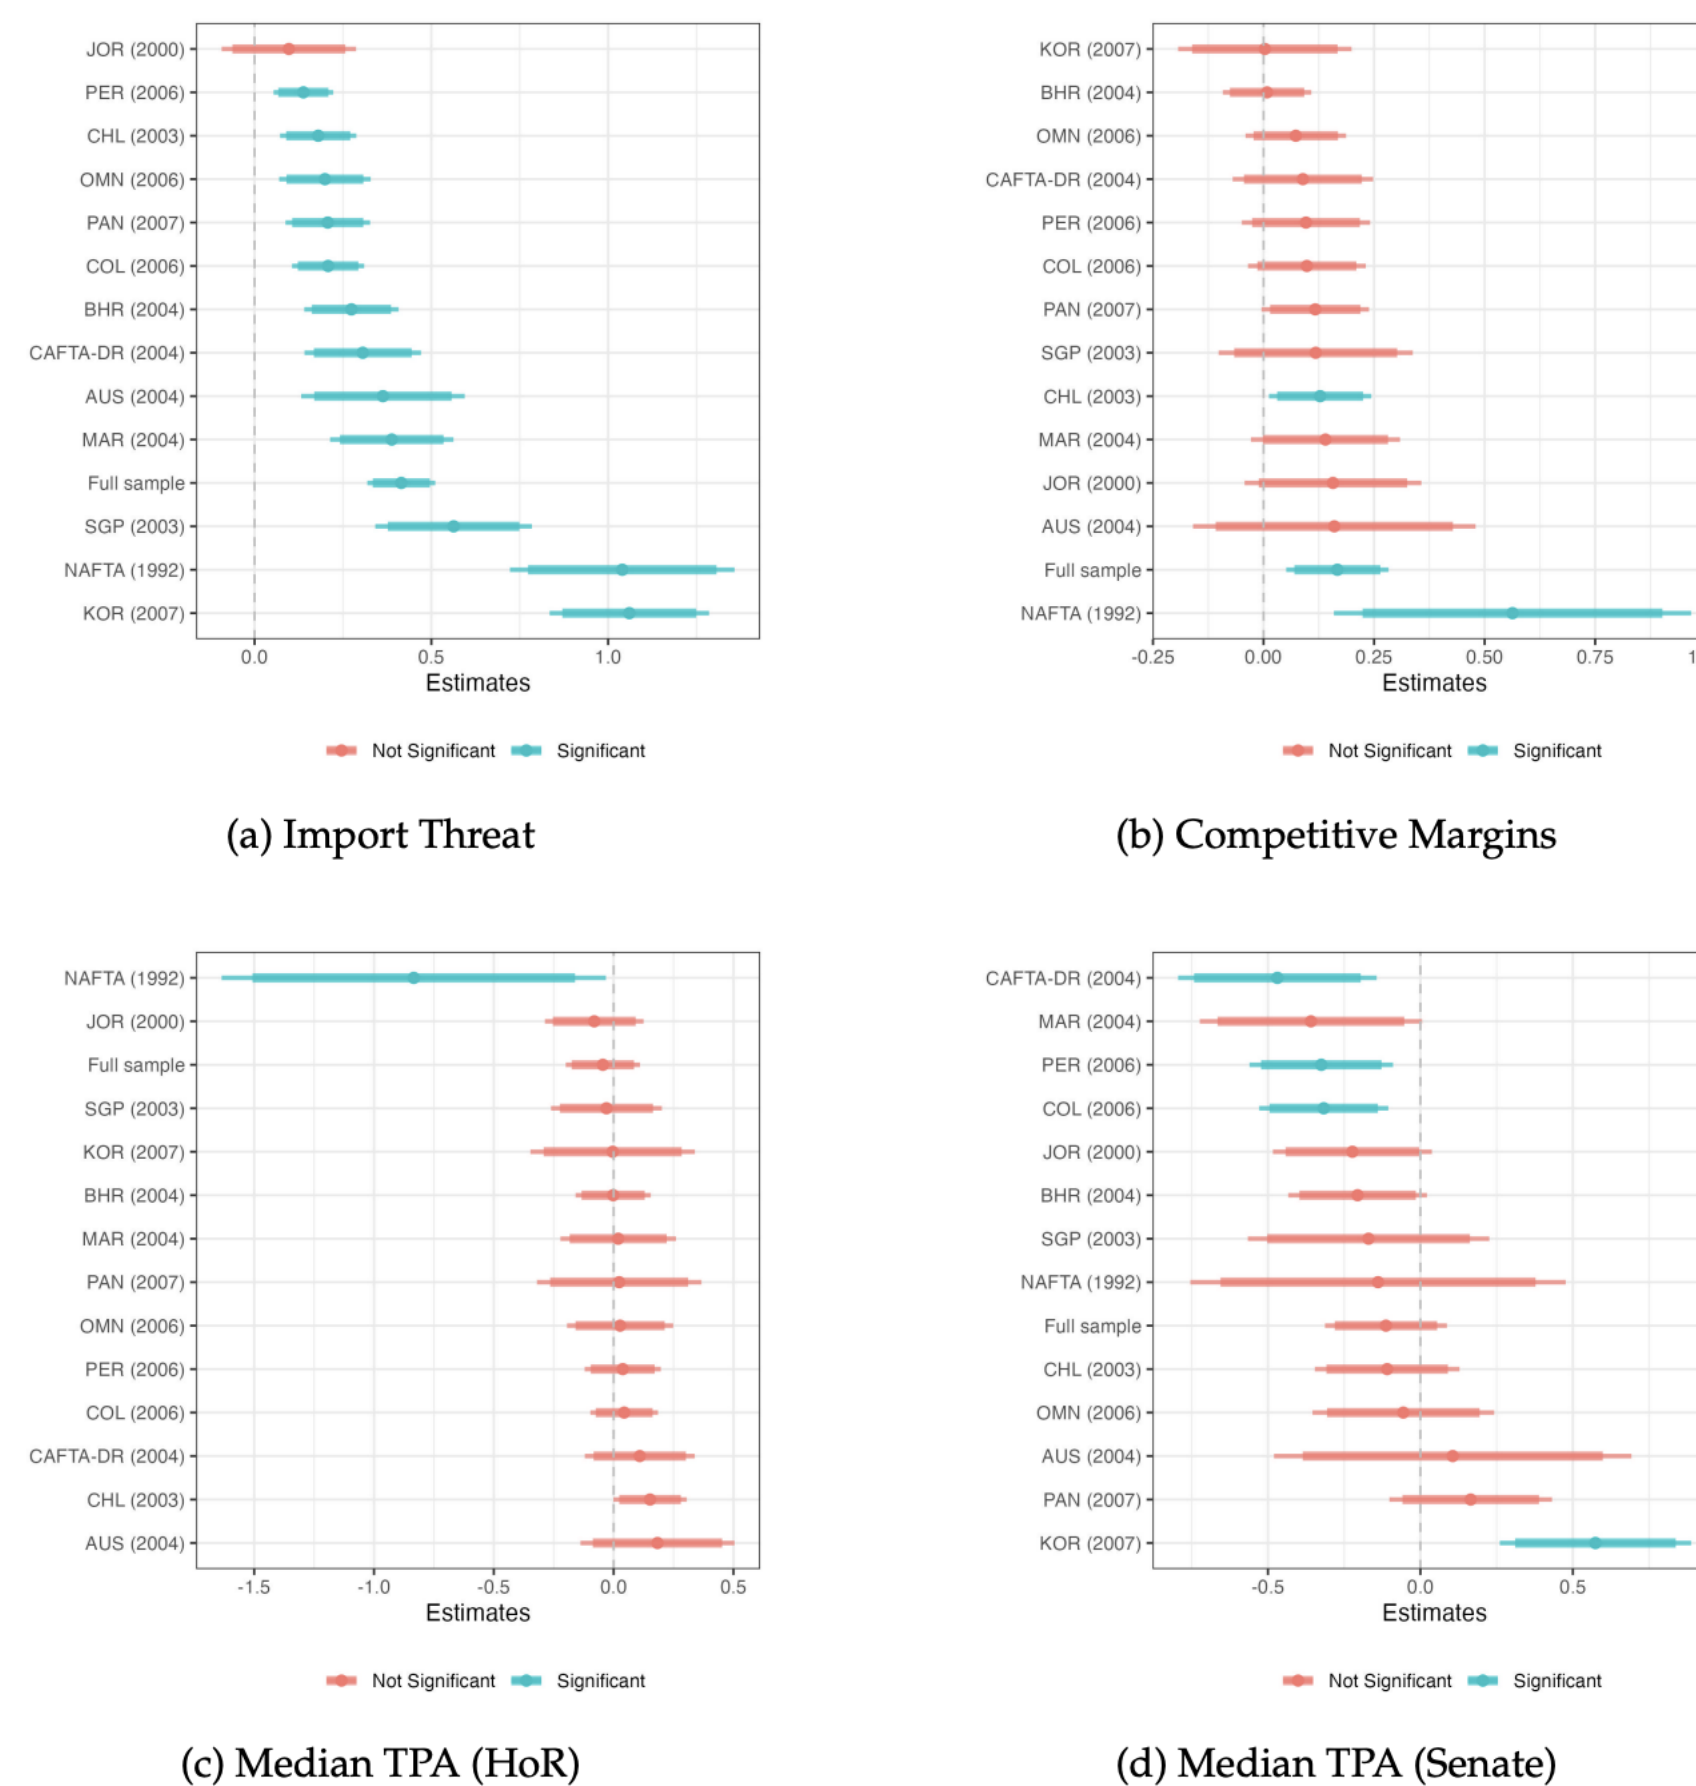 JOR (2000)
PER (2006)
CHL (2003)
OMN (2006)
PAN (2007)
COL (2006)
BHR (2004)
CAFTA-DR (2004)
AUS (2004)
MAR (2004)
Full sample
SGP (2003)
NAFTA (1992)
KOR (2007)
0.0 0.5 1.0
Estimates
Not Significant Significant
(a) Import Threat
KOR (2007)
BHR (2004)
OMN (2006)
CAFTA-DR (2004)
PER (2006)
COL (2006)
PAN (2007)
SGP (2003)
CHL (2003)
MAR (2004)
JOR (2000)
AUS (2004)
Full sample
NAFTA (1992)
-0.25 0.00 0.25 0.50 0.75
Estimates
Not Significant Significant
(b) Competitive Margins
NAFTA (1992)
JOR (2000)
Full sample
SGP (2003)
KOR (2007)
BHR (2004)
MAR (2004)
PAN (2007)
OMN (2006)
PER (2006)
COL (2006)
CAFTA-DR (2004)
CHL (2003)
AUS (2004)
-1.5 -1.0 -0.5 0.0 0.5
Estimates
Not Significant Significant
(c) Median TPA (HoR)
CAFTA-DR (2004)
MAR (2004)
PER (2006)
COL (2006)
JOR (2000)
BHR (2004)
SGP (2003)
NAFTA (1992)
Full sample
CHL (2003)
OMN (2006)
AUS (2004)
PAN (2007)
KOR (2007)
-0.5 0.0 0.5
Estimates
Not Significant Significant
(d) Median TPA (Senate)